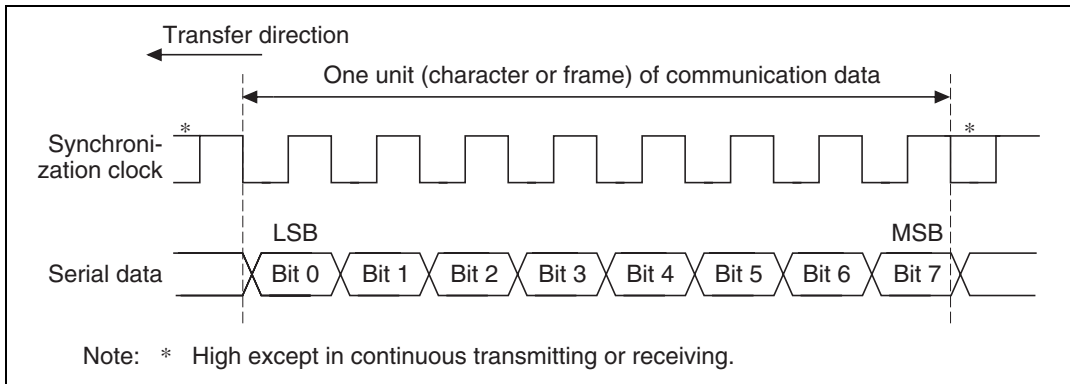 Transfer direction
One unit (character or frame) of communication data
* *
Synchroni-
zation clock
LSB MSB
Serial data Bit 0 Bit 1 Bit 2 Bit 3 Bit 4 Bit 5 Bit 6 Bit 7
Note: * High except in continuous transmitting or receiving.